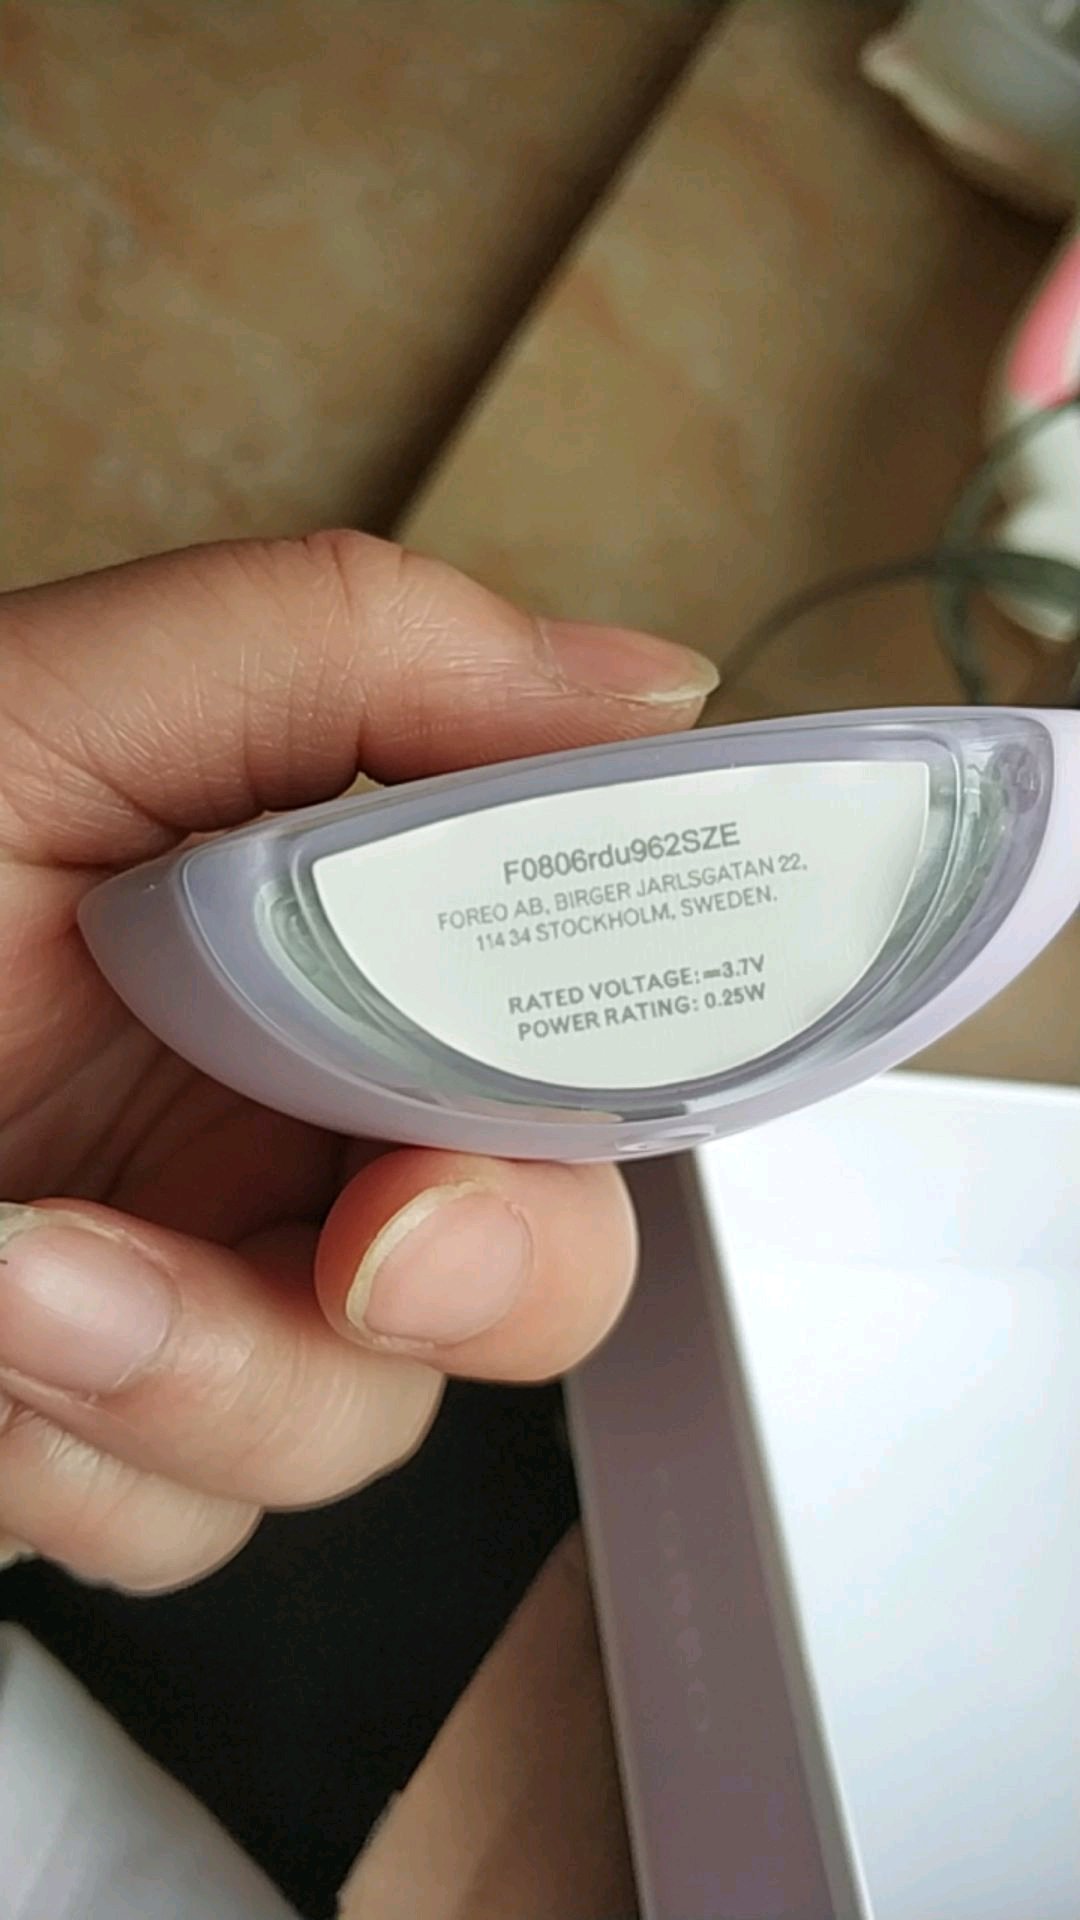 F0806rdu962SZE
FOREO AB, BIRGER JARLSGATAN 22,
114 34 STOCKHOLM, SWEDEN.
RATED VOLTAGE: ⎓3.7V
POWER RATING: 0.25W